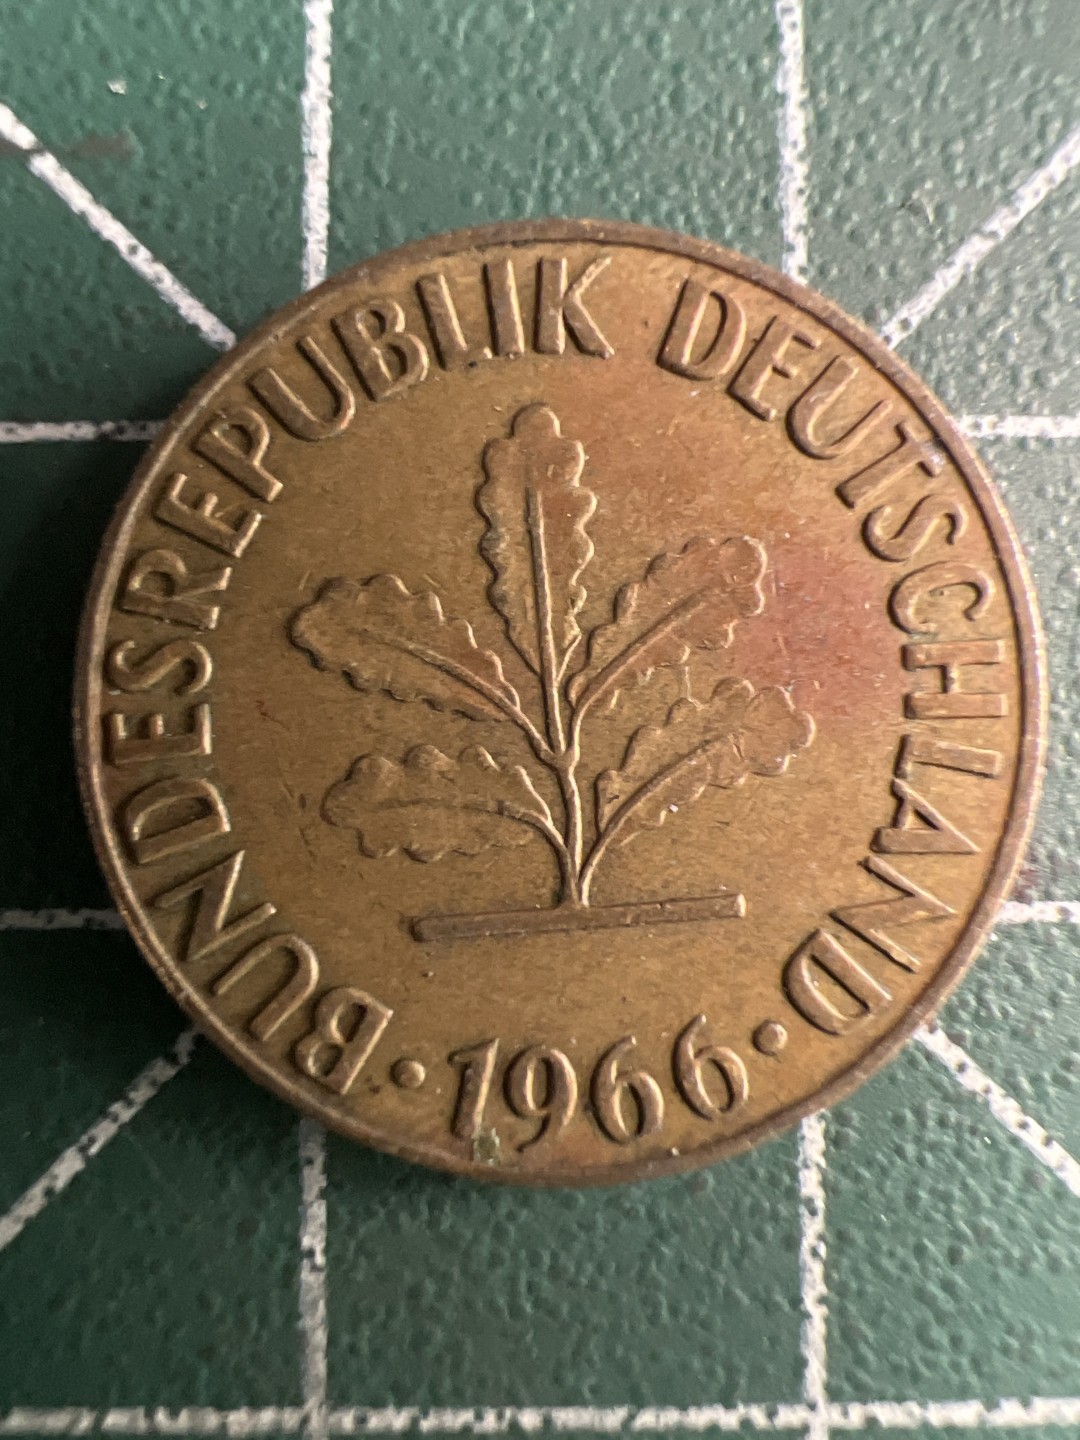 BUNDESREPUBLIK DEUTSCHLAND
· 1966 ·